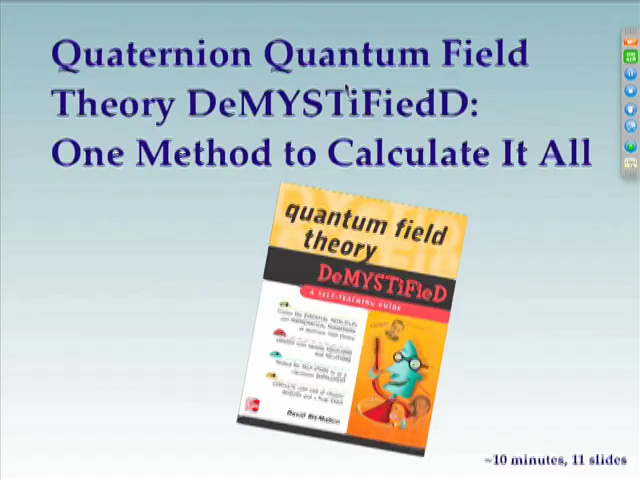 Quaternion Quantum Field
Theory DeMYSTiFiedD:
One Method to Calculate It All
quantum field
theory
DeMYSTiFieD
A SELF-TEACHING GUIDE
David McMahon
~10 minutes, 11 slides